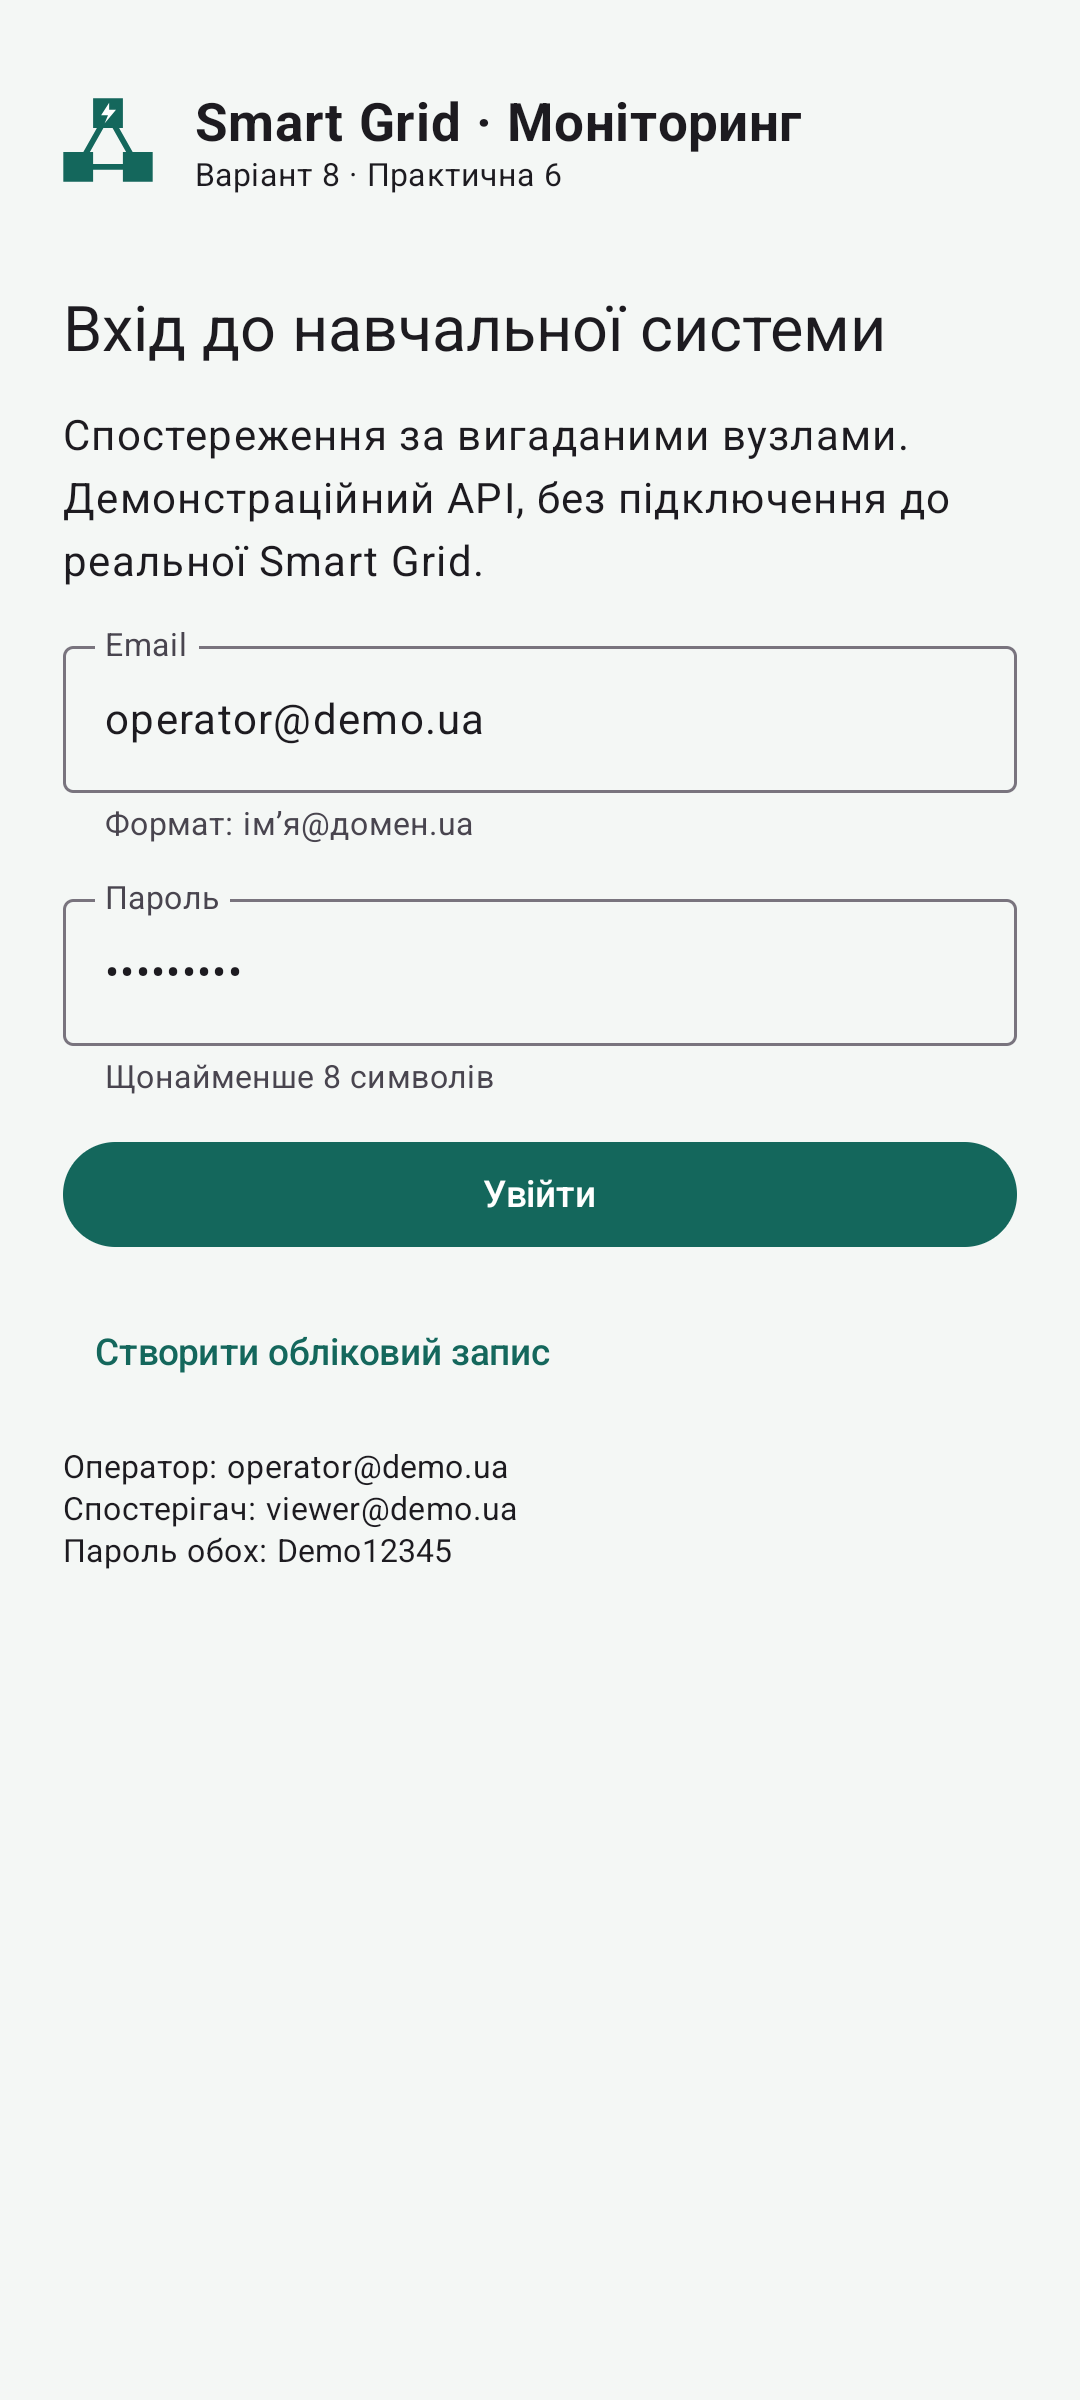 Smart Grid · Моніторинг
Варіант 8 · Практична 6
Вхід до навчальної системи
Спостереження за вигаданими вузлами.
Демонстраційний API, без підключення до
реальної Smart Grid.
Email
operator@demo.ua
Формат: ім’я@домен.ua
Пароль
•••••••••
Щонайменше 8 символів
Увійти
Створити обліковий запис
Оператор: operator@demo.ua
Спостерігач: viewer@demo.ua
Пароль обох: Demo12345